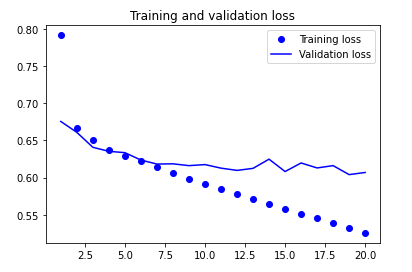 Training and validation loss
Training loss
Validation loss
0.80
0.75
0.70
0.65
0.60
0.55
2.5 5.0 7.5 10.0 12.5 15.0 17.5 20.0